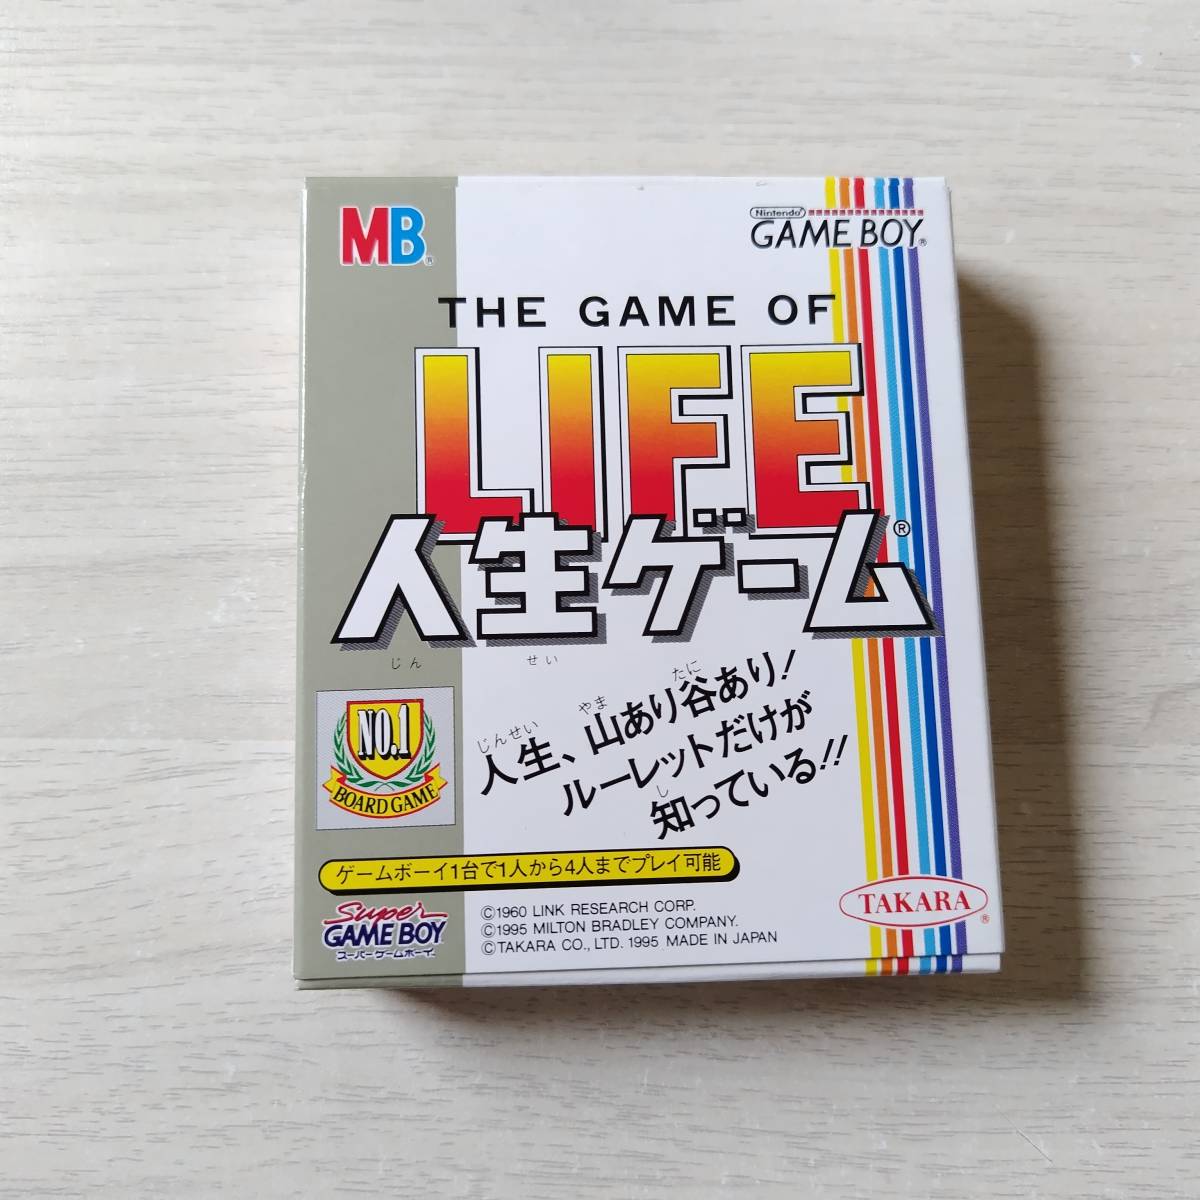 MB®
Nintendo®
GAME BOY®
THE GAME OF
LIFE
人生ゲーム®
じん せい
じんせい やま たに
人生、山あり谷あり!
ルーレットだけが
し
知っている!!
NO.1
BOARD GAME
ゲームボーイ1台で1人から4人までプレイ可能
Super
GAME BOY
スーパーゲームボーイ™
©1960 LINK RESEARCH CORP.
©1995 MILTON BRADLEY COMPANY.
©TAKARA CO., LTD. 1995 MADE IN JAPAN
TAKARA®